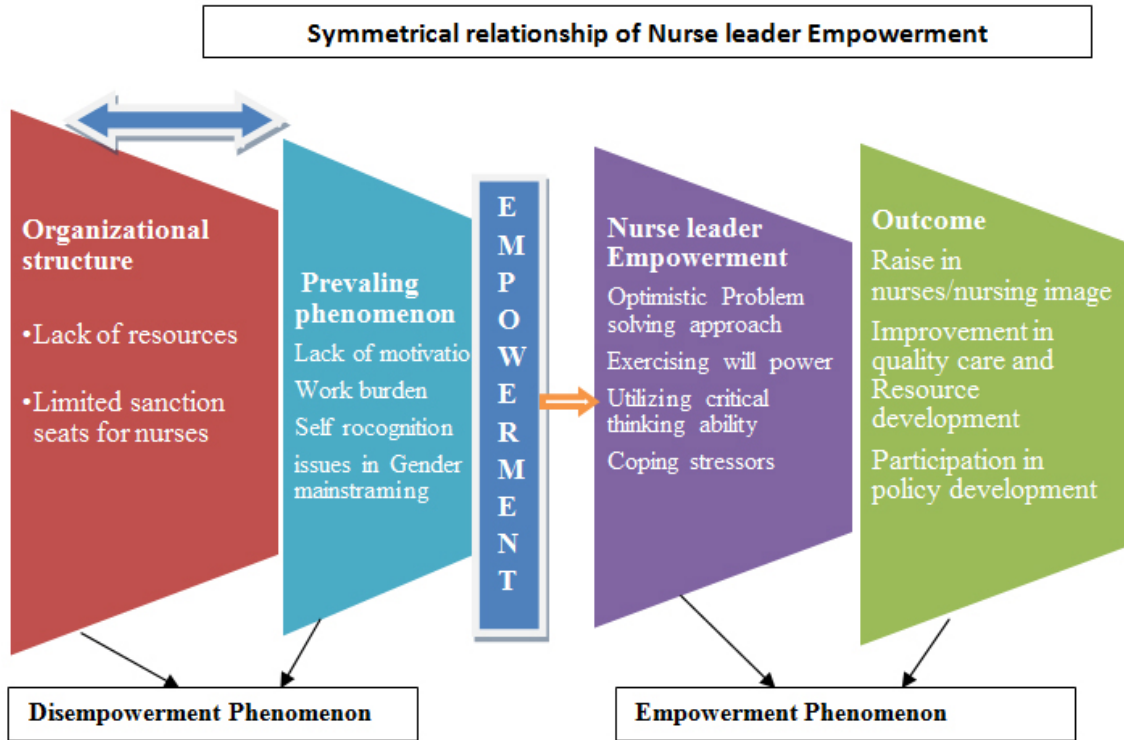 Symmetrical relationship of Nurse leader Empowerment
Organizational
structure
•Lack of resources
•Limited sanction
seats for nurses
Prevaling
phenomenon
Lack of motivatio
Work burden
Self rocognition
issues in Gender
mainstraming
EMPOWERMENT
Nurse leader
Empowerment
Optimistic Problem
solving approach
Exercising will power
Utilizing critical
thinking ability
Coping stressors
Outcome
Raise in
nurses/nursing image
Improvement in
quality care and
Resource
development
Participation in
policy development
Disempowerment Phenomenon
Empowerment Phenomenon